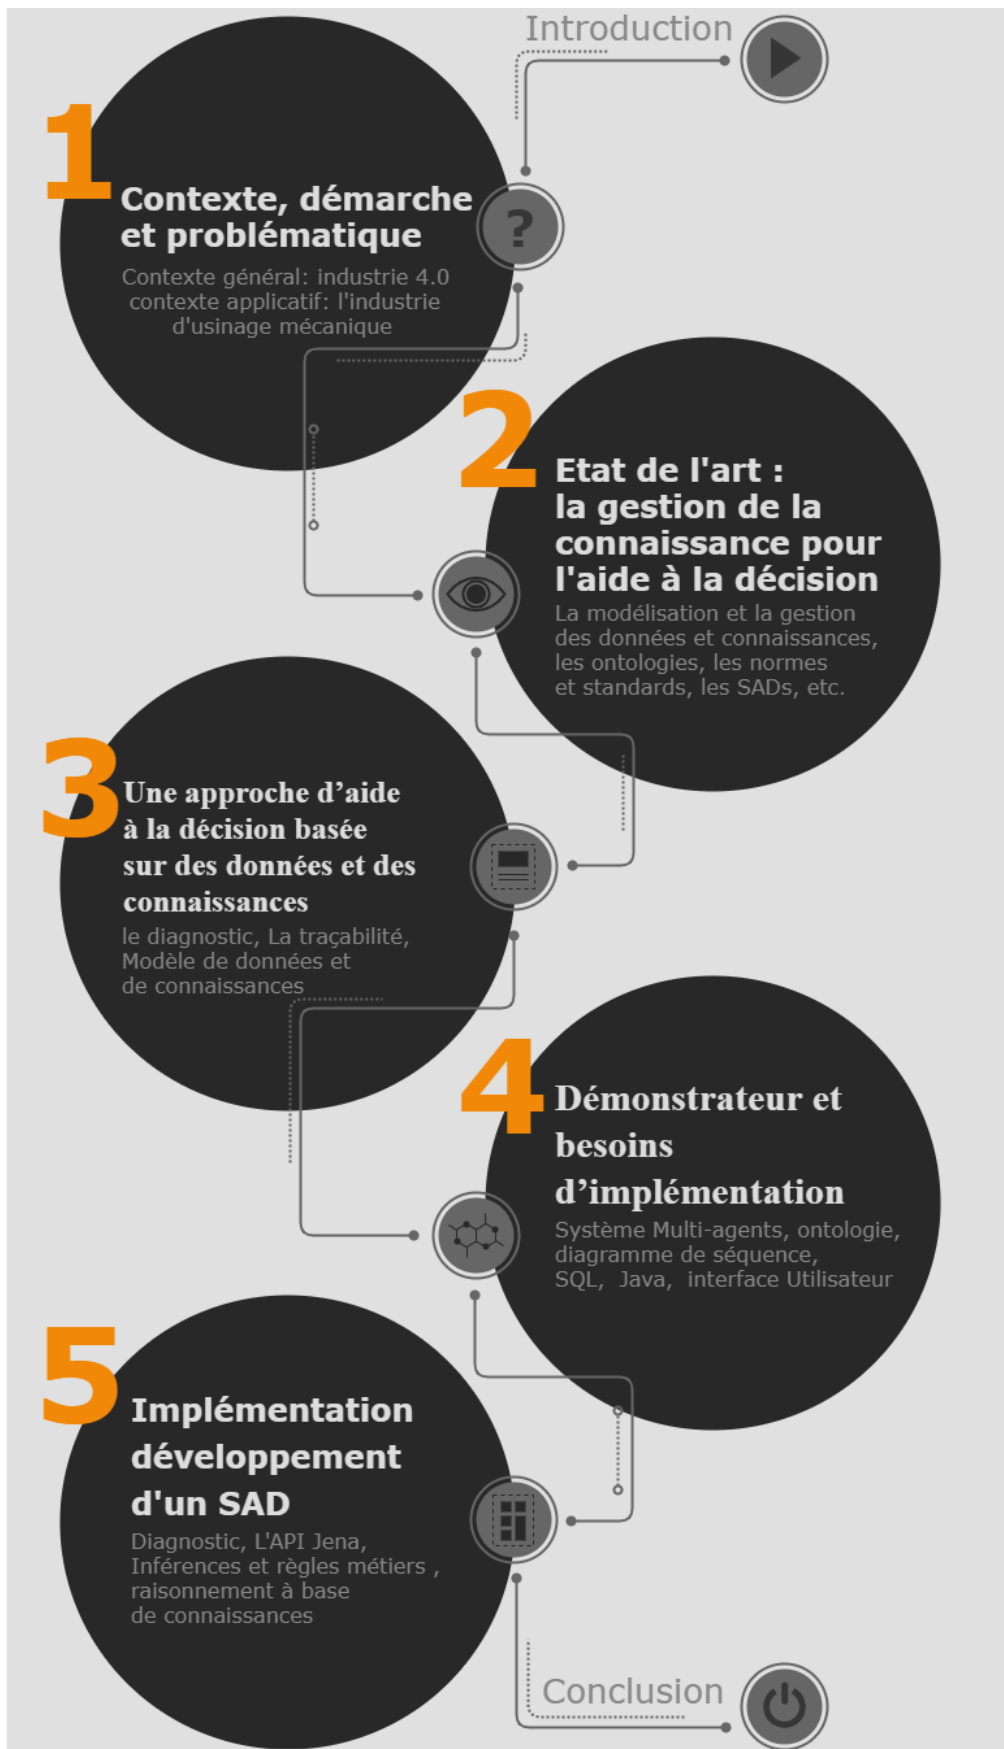 Introduction
1
Contexte, démarche
et problématique
Contexte général: industrie 4.0
contexte applicatif: l'industrie
d'usinage mécanique
?
2
Etat de l'art :
la gestion de la
connaissance pour
l'aide à la décision
La modélisation et la gestion
des données et connaissances,
les ontologies, les normes
et standards, les SADs, etc.
3
Une approche d’aide
à la décision basée
sur des données et des
connaissances
le diagnostic, La traçabilité,
Modèle de données et
de connaissances
4
Démonstrateur et
besoins
d’implémentation
Système Multi-agents, ontologie,
diagramme de séquence,
SQL, Java, interface Utilisateur
5
Implémentation
développement
d'un SAD
Diagnostic, L'API Jena,
Inférences et règles métiers ,
raisonnement à base
de connaissances
Conclusion